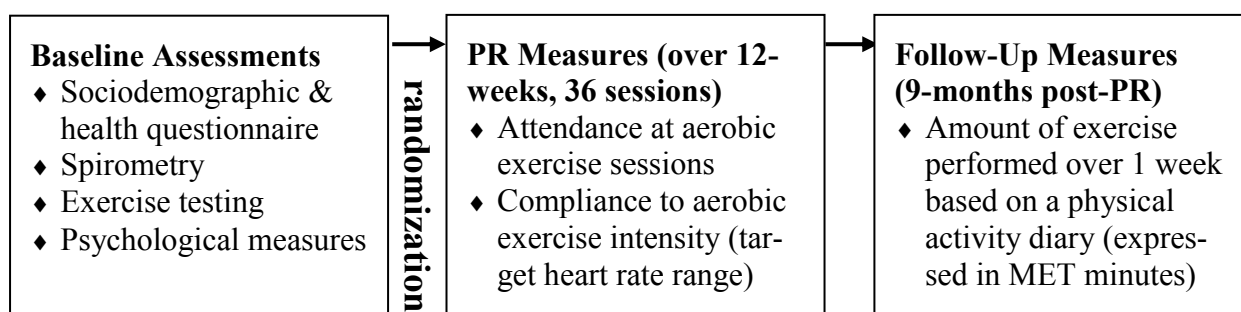 Baseline Assessments
♦ Sociodemographic &
health questionnaire
♦ Spirometry
♦ Exercise testing
♦ Psychological measures
randomization
PR Measures (over 12-
weeks, 36 sessions)
♦ Attendance at aerobic
exercise sessions
♦ Compliance to aerobic
exercise intensity (tar-
get heart rate range)
Follow-Up Measures
(9-months post-PR)
♦ Amount of exercise
performed over 1 week
based on a physical
activity diary (expres-
sed in MET minutes)